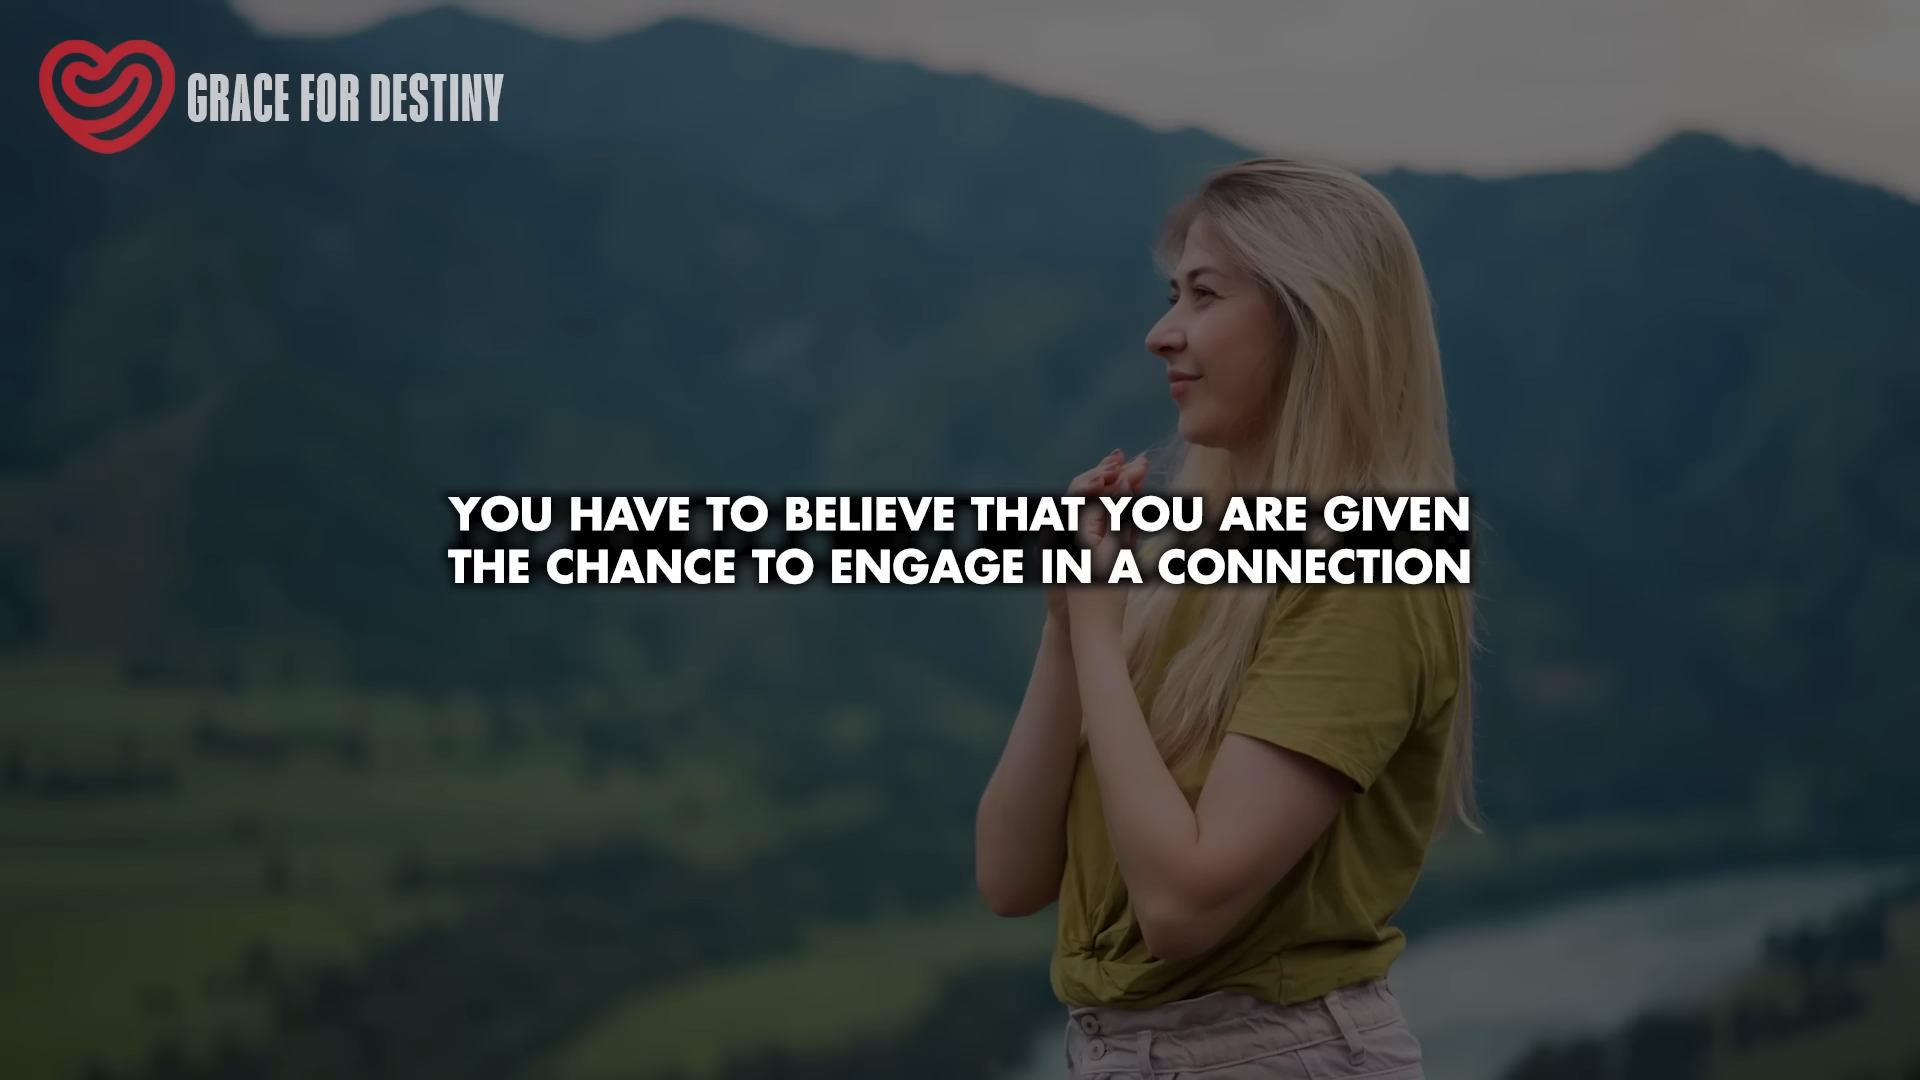 GRACE FOR DESTINY
YOU HAVE TO BELIEVE THAT YOU ARE GIVEN
THE CHANCE TO ENGAGE IN A CONNECTION